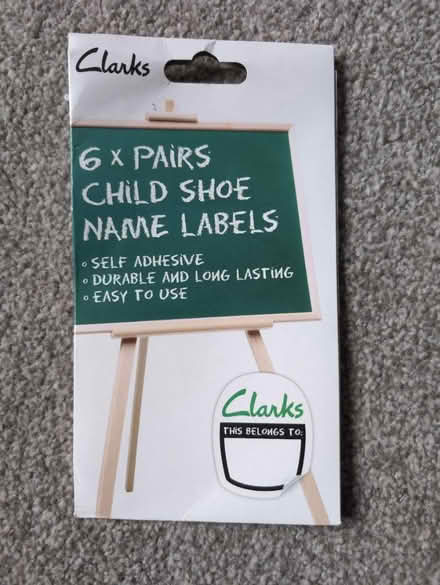 Clarks
6 x PAIRS
CHILD SHOE
NAME LABELS
◦ SELF ADHESIVE
◦ DURABLE AND LONG LASTING
◦ EASY TO USE
Clarks
THIS BELONGS TO: